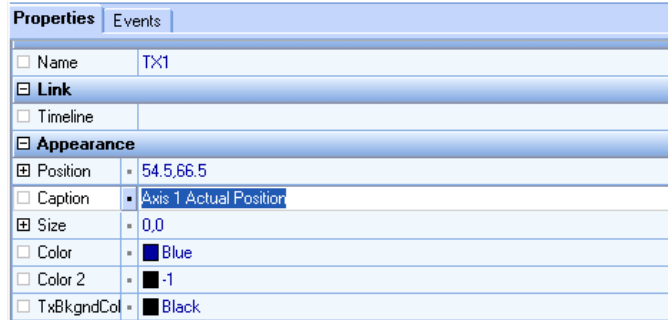 Properties Events
Name TX1
Link
Timeline
Appearance
Position 54.5,66.5
Caption Axis 1 Actual Position
Size 0,0
Color Blue
Color 2 -1
TxBkgndCol Black